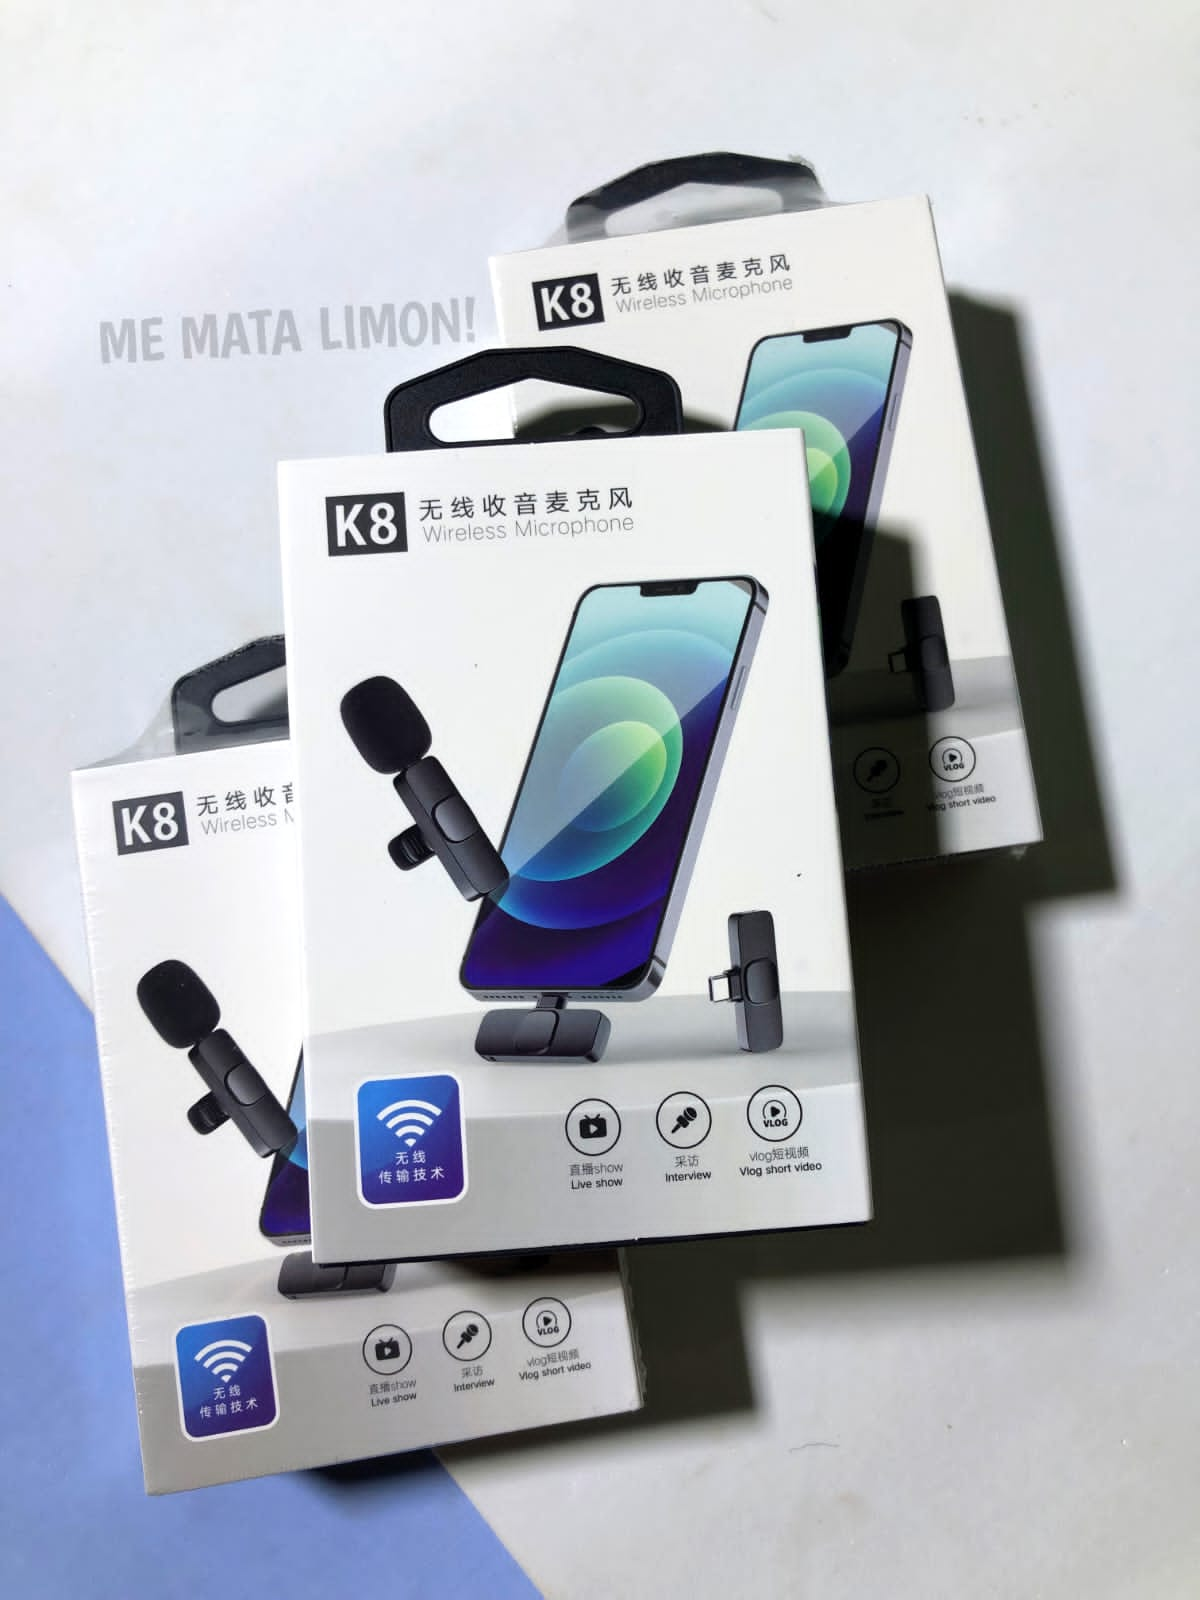 K8 无线收音麦克风
Wireless Microphone
采访
VLOG
vlog短视频
Vlog short video
ME MATA LIMON!
K8 无线收音麦克风
Wireless Microphone
无线
传输技术
直播show
Live show
采访
Interview
VLOG
vlog短视频
Vlog short video
K8 无线收
Wireless M
无线
传输技术
直播show
Live show
采访
Interview
VLOG
vlog短视频
Vlog short video